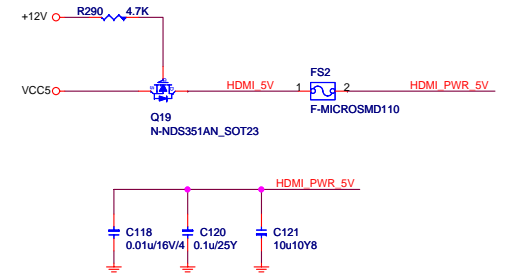 R290 4.7K
+12V
FS2
VCC5
HDMI_5V
1
2
HDMI_PWR_5V
F-MICROSMD110
Q19
N-NDS351AN_SOT23
HDMI_PWR_5V
C118
0.01u/16V/4
C120
0.1u/25Y
C121
10u10Y8